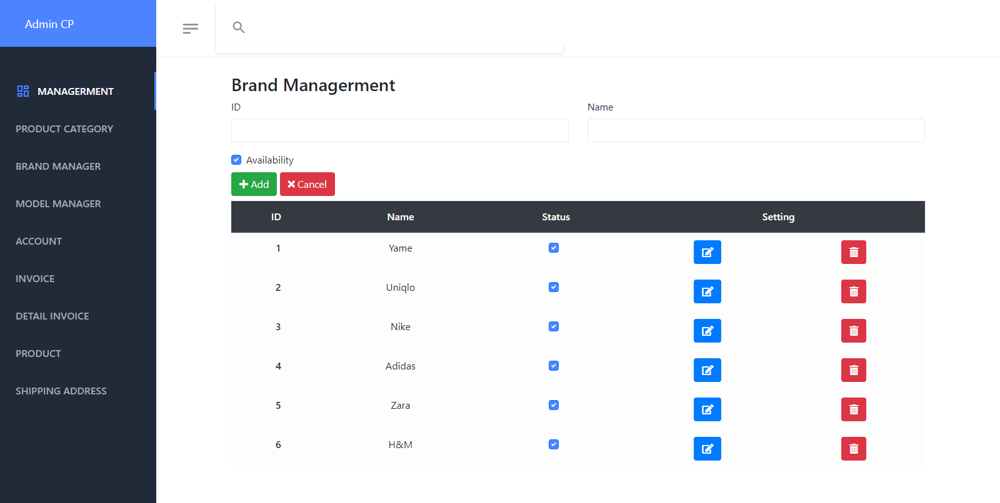 Admin CP
MANAGERMENT
PRODUCT CATEGORY
BRAND MANAGER
MODEL MANAGER
ACCOUNT
INVOICE
DETAIL INVOICE
PRODUCT
SHIPPING ADDRESS
Brand Managerment
ID Name
Availability
Add Cancel
ID Name Status Setting
1 Yame
2 Uniqlo
3 Nike
4 Adidas
5 Zara
6 H&M